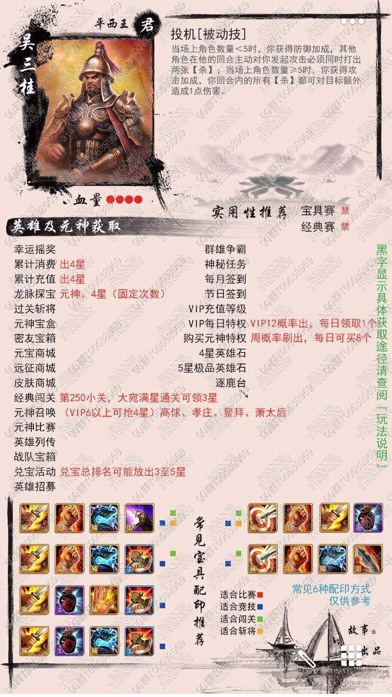 吴三桂
平西王 君
投机[被动技]
当场上角色数量<5时，你获得防御加成，其他
角色在他的回合主动对你发起攻击必须同时打出
两张【杀】；当场上角色数量≥5时，你获得攻
击加成，你回合内的所有【杀】都可对目标额外
造成1点伤害。
血量
实用性推荐 宝具赛 禁
经典赛 禁
英雄及元神获取
幸运摇奖
累计消费 出4星
累计充值 出4星
龙脉探宝 元神、4星（固定次数）
过关斩将
元神宝盒
密友宝箱
元宝商城
远征商城
皮肤商城
经典闯关 第250小关，大宛满星通关可领3星
元神召唤 （VIP6以上可抢4星）高俅、孝庄、鳌拜、萧太后
元神比赛
英雄列传
战队宝箱
兑宝活动 兑宝总排名可能放出3至5星
英雄招募
群雄争霸
神秘任务
每月签到
节日签到
VIP充值等级
VIP每日特权 VIP12概率出，每日领取1个
购买元神特权 周概率刷出，每日可买8个
4星英雄石
5星极品英雄石
逐鹿台
黑字显示具体获取途径请查阅『玩法说明』
常见宝具配印推荐
适合比赛
适合竞技
适合闯关
适合斩将
常见6种配印方式
仅供参考
故事。
出品